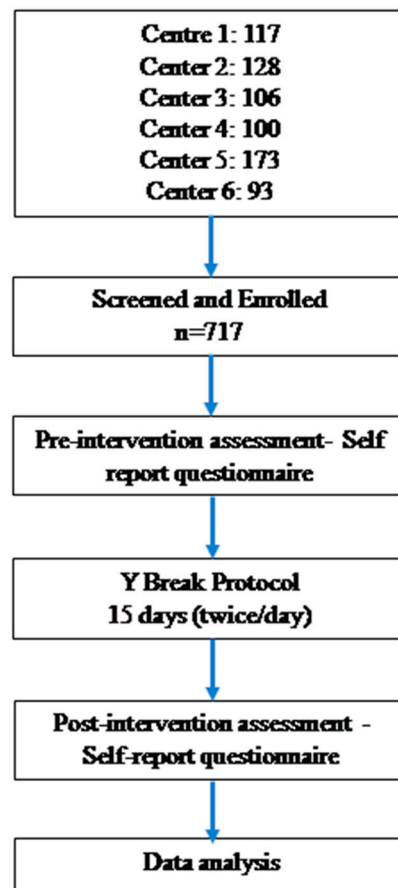 Centre 1: 117
Center 2: 128
Center 3: 106
Center 4: 100
Center 5: 173
Center 6: 93
Screened and Enrolled
n=717
Pre-intervention assessment- Self
report questionnaire
Y Break Protocol
15 days (twice/day)
Post-intervention assessment -
Self-report questionnaire
Data analysis